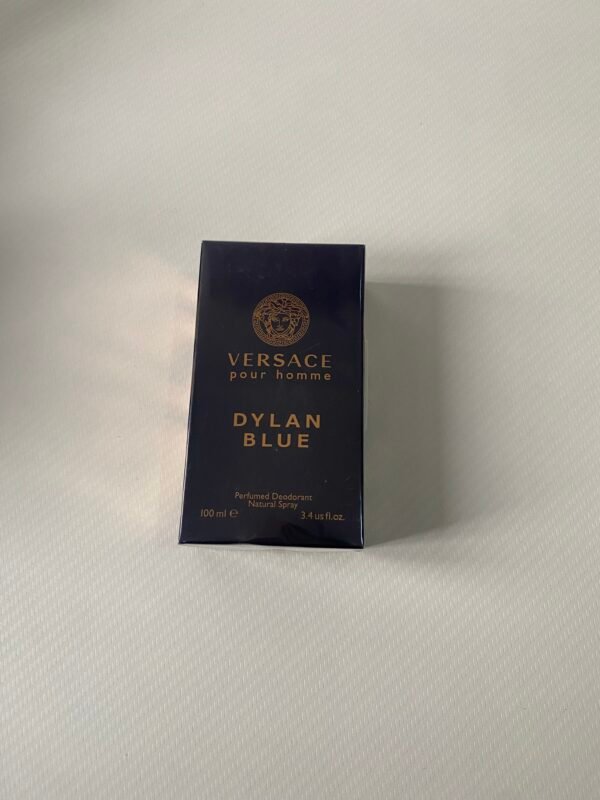 VERSACE
pour homme
DYLAN
BLUE
Perfumed Deodorant
Natural Spray
100 ml ℮ 3.4 us fl.oz.